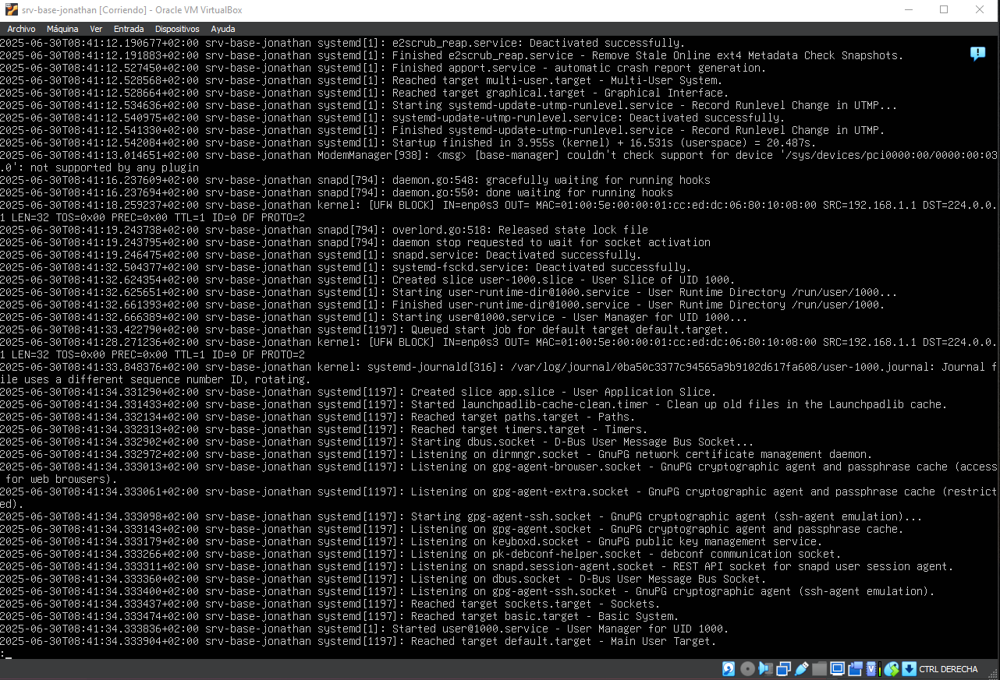 srv-base-jonathan [Corriendo] - Oracle VM VirtualBox
Archivo Máquina Ver Entrada Dispositivos Ayuda
2025-06-30T08:41:12.190677+02:00 srv-base-jonathan systemd[1]: e2scrub_reap.service: Deactivated successfully.
2025-06-30T08:41:12.191883+02:00 srv-base-jonathan systemd[1]: Finished e2scrub_reap.service - Remove Stale Online ext4 Metadata Check Snapshots.
2025-06-30T08:41:12.527450+02:00 srv-base-jonathan systemd[1]: Finished apport.service - automatic crash report generation.
2025-06-30T08:41:12.528568+02:00 srv-base-jonathan systemd[1]: Reached target multi-user.target - Multi-User System.
2025-06-30T08:41:12.528664+02:00 srv-base-jonathan systemd[1]: Reached target graphical.target - Graphical Interface.
2025-06-30T08:41:12.534636+02:00 srv-base-jonathan systemd[1]: Starting systemd-update-utmp-runlevel.service - Record Runlevel Change in UTMP...
2025-06-30T08:41:12.540975+02:00 srv-base-jonathan systemd[1]: systemd-update-utmp-runlevel.service: Deactivated successfully.
2025-06-30T08:41:12.541330+02:00 srv-base-jonathan systemd[1]: Finished systemd-update-utmp-runlevel.service - Record Runlevel Change in UTMP.
2025-06-30T08:41:12.542084+02:00 srv-base-jonathan systemd[1]: Startup finished in 3.955s (kernel) + 16.531s (userspace) = 20.487s.
2025-06-30T08:41:13.014651+02:00 srv-base-jonathan ModemManager[938]: <msg> [base-manager] couldn't check support for device '/sys/devices/pci0000:00/0000:00:03
.0': not supported by any plugin
2025-06-30T08:41:16.237609+02:00 srv-base-jonathan snapd[794]: daemon.go:548: gracefully waiting for running hooks
2025-06-30T08:41:16.237694+02:00 srv-base-jonathan snapd[794]: daemon.go:550: done waiting for running hooks
2025-06-30T08:41:18.259237+02:00 srv-base-jonathan kernel: [UFW BLOCK] IN=enp0s3 OUT= MAC=01:00:5e:00:00:01:cc:ed:dc:06:80:10:08:00 SRC=192.168.1.1 DST=224.0.0.
1 LEN=32 TOS=0x00 PREC=0x00 TTL=1 ID=0 DF PROTO=2
2025-06-30T08:41:19.243738+02:00 srv-base-jonathan snapd[794]: overlord.go:518: Released state lock file
2025-06-30T08:41:19.243795+02:00 srv-base-jonathan snapd[794]: daemon stop requested to wait for socket activation
2025-06-30T08:41:19.246475+02:00 srv-base-jonathan systemd[1]: snapd.service: Deactivated successfully.
2025-06-30T08:41:32.504377+02:00 srv-base-jonathan systemd[1]: systemd-fsckd.service: Deactivated successfully.
2025-06-30T08:41:32.624354+02:00 srv-base-jonathan systemd[1]: Created slice user-1000.slice - User Slice of UID 1000.
2025-06-30T08:41:32.625651+02:00 srv-base-jonathan systemd[1]: Starting user-runtime-dir@1000.service - User Runtime Directory /run/user/1000...
2025-06-30T08:41:32.661393+02:00 srv-base-jonathan systemd[1]: Finished user-runtime-dir@1000.service - User Runtime Directory /run/user/1000.
2025-06-30T08:41:32.666389+02:00 srv-base-jonathan systemd[1]: Starting user@1000.service - User Manager for UID 1000...
2025-06-30T08:41:33.422790+02:00 srv-base-jonathan systemd[1197]: Queued start job for default target default.target.
2025-06-30T08:41:28.271236+02:00 srv-base-jonathan kernel: [UFW BLOCK] IN=enp0s3 OUT= MAC=01:00:5e:00:00:01:cc:ed:dc:06:80:10:08:00 SRC=192.168.1.1 DST=224.0.0.
1 LEN=32 TOS=0x00 PREC=0x00 TTL=1 ID=0 DF PROTO=2
2025-06-30T08:41:33.848376+02:00 srv-base-jonathan kernel: systemd-journald[316]: /var/log/journal/0ba50c3377c94565a9b9102d617fa608/user-1000.journal: Journal f
ile uses a different sequence number ID, rotating.
2025-06-30T08:41:34.331290+02:00 srv-base-jonathan systemd[1197]: Created slice app.slice - User Application Slice.
2025-06-30T08:41:34.331433+02:00 srv-base-jonathan systemd[1197]: Started launchpadlib-cache-clean.timer - Clean up old files in the Launchpadlib cache.
2025-06-30T08:41:34.332134+02:00 srv-base-jonathan systemd[1197]: Reached target paths.target - Paths.
2025-06-30T08:41:34.332313+02:00 srv-base-jonathan systemd[1197]: Reached target timers.target - Timers.
2025-06-30T08:41:34.332902+02:00 srv-base-jonathan systemd[1197]: Starting dbus.socket - D-Bus User Message Bus Socket...
2025-06-30T08:41:34.332972+02:00 srv-base-jonathan systemd[1197]: Listening on dirmngr.socket - GnuPG network certificate management daemon.
2025-06-30T08:41:34.333013+02:00 srv-base-jonathan systemd[1197]: Listening on gpg-agent-browser.socket - GnuPG cryptographic agent and passphrase cache (access
 for web browsers).
2025-06-30T08:41:34.333061+02:00 srv-base-jonathan systemd[1197]: Listening on gpg-agent-extra.socket - GnuPG cryptographic agent and passphrase cache (restrict
ed).
2025-06-30T08:41:34.333098+02:00 srv-base-jonathan systemd[1197]: Starting gpg-agent-ssh.socket - GnuPG cryptographic agent (ssh-agent emulation)...
2025-06-30T08:41:34.333143+02:00 srv-base-jonathan systemd[1197]: Listening on gpg-agent.socket - GnuPG cryptographic agent and passphrase cache.
2025-06-30T08:41:34.333179+02:00 srv-base-jonathan systemd[1197]: Listening on keyboxd.socket - GnuPG public key management service.
2025-06-30T08:41:34.333266+02:00 srv-base-jonathan systemd[1197]: Listening on pk-debconf-helper.socket - debconf communication socket.
2025-06-30T08:41:34.333311+02:00 srv-base-jonathan systemd[1197]: Listening on snapd.session-agent.socket - REST API socket for snapd user session agent.
2025-06-30T08:41:34.333360+02:00 srv-base-jonathan systemd[1197]: Listening on dbus.socket - D-Bus User Message Bus Socket.
2025-06-30T08:41:34.333400+02:00 srv-base-jonathan systemd[1197]: Listening on gpg-agent-ssh.socket - GnuPG cryptographic agent (ssh-agent emulation).
2025-06-30T08:41:34.333437+02:00 srv-base-jonathan systemd[1197]: Reached target sockets.target - Sockets.
2025-06-30T08:41:34.333474+02:00 srv-base-jonathan systemd[1197]: Reached target basic.target - Basic System.
2025-06-30T08:41:34.333836+02:00 srv-base-jonathan systemd[1]: Started user@1000.service - User Manager for UID 1000.
2025-06-30T08:41:34.333904+02:00 srv-base-jonathan systemd[1197]: Reached target default.target - Main User Target.
:_
CTRL DERECHA